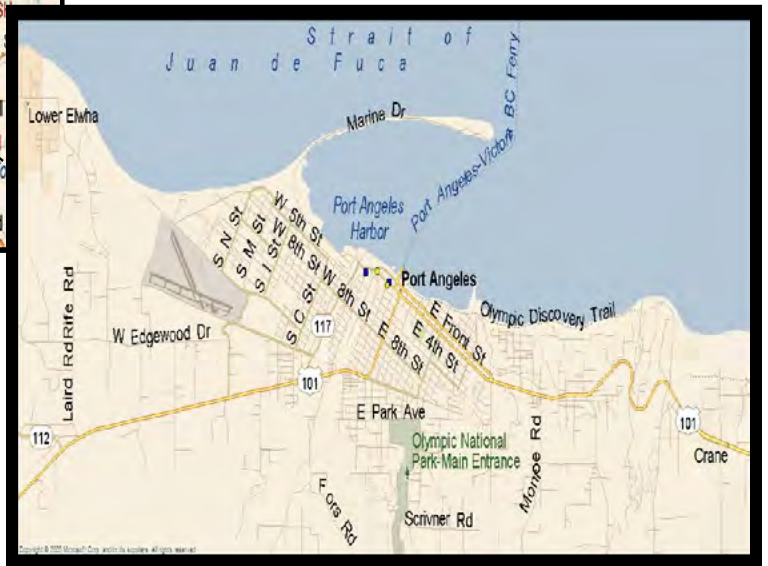 Strait of
Juan de Fuca
Lower Elwha
Marine Dr
Port Angeles-Victoria BC Ferry
Port Angeles
Harbor
W 5th St
S N St
S M St
S I St
W 8th St
W 8th St
Port Angeles
Olympic Discovery Trail
E Front St
E 4th St
E 8th St
S C St
117
W Edgewood Dr
Laird Rd
Rife Rd
101
112
E Park Ave
101
Crane
Olympic National
Park-Main Entrance
Monroe Rd
Fors Rd
Scrivner Rd